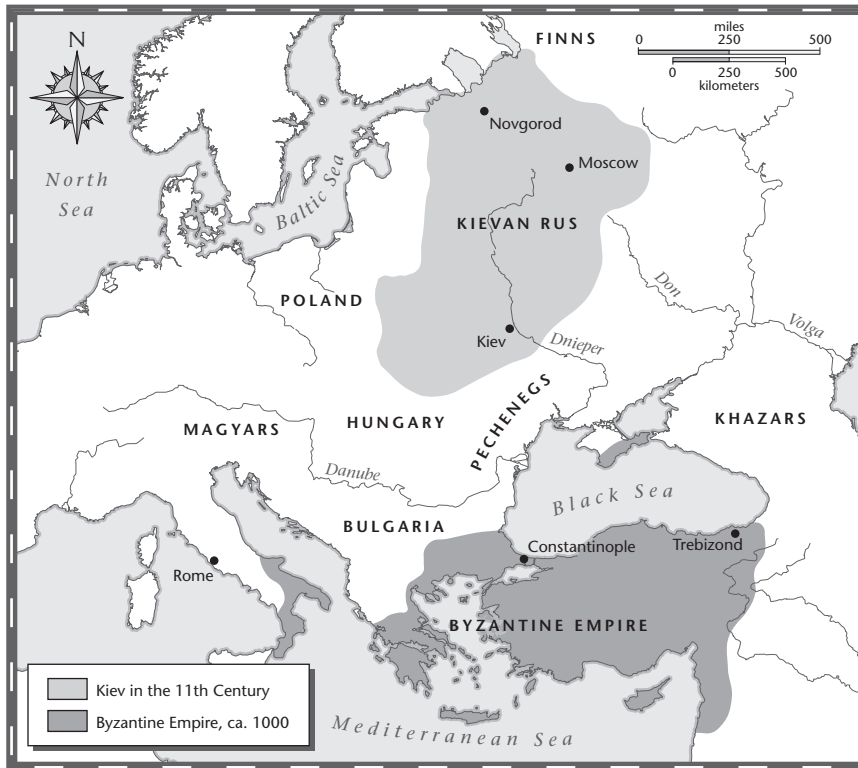 N
FINNS
miles
0 250 500
0 250 500
kilometers
Novgorod
Moscow
North
Sea
Baltic Sea
KIEVAN RUS
POLAND
Don
Volga
Kiev
Dnieper
PECHENEGS
HUNGARY
MAGYARS
KHAZARS
Danube
Black Sea
BULGARIA
Constantinople
Trebizond
Rome
BYZANTINE EMPIRE
Kiev in the 11th Century
Byzantine Empire, ca. 1000
Mediterranean Sea